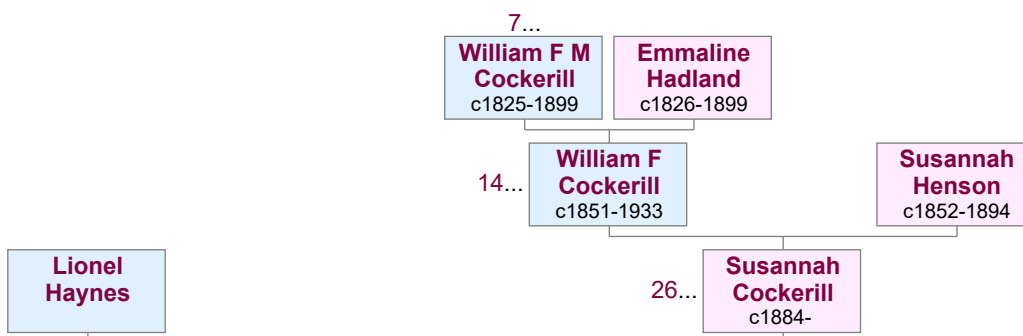 7...
William F M
Cockerill
c1825-1899
Emmaline
Hadland
c1826-1899
14...
William F
Cockerill
c1851-1933
Susannah
Henson
c1852-1894
Lionel
Haynes
26...
Susannah
Cockerill
c1884-